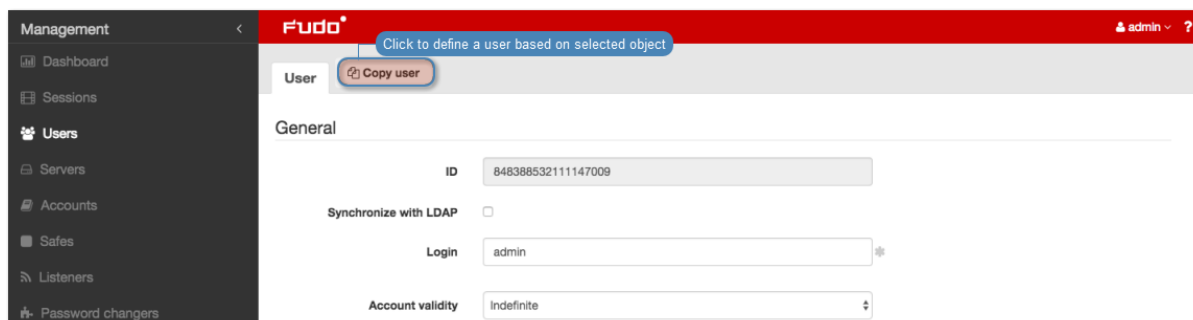 Management
FUDO
admin
?
Click to define a user based on selected object
Dashboard
User
Copy user
Sessions
Users
General
Servers
ID
848388532111147009
Accounts
Synchronize with LDAP
Safes
Login
admin
Listeners
Account validity
Indefinite
Password changers